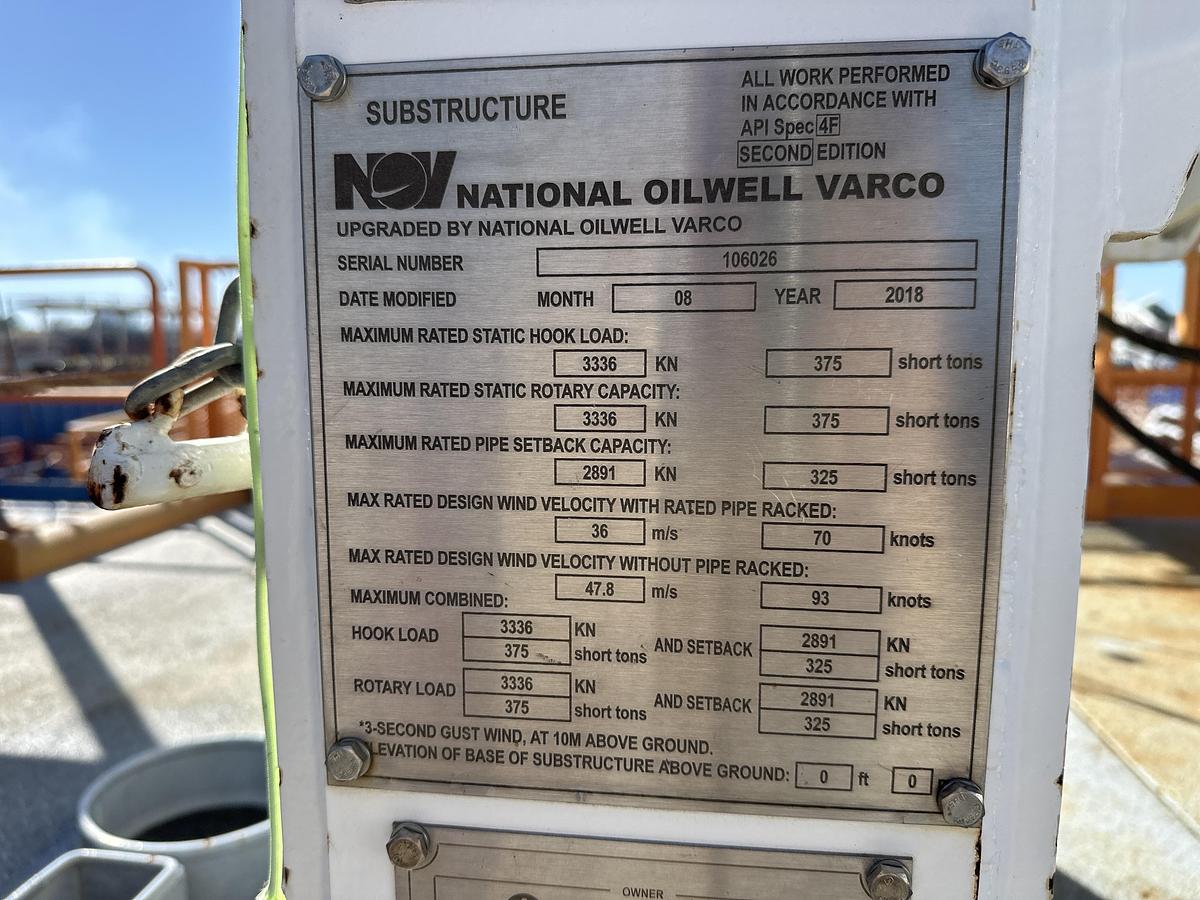 SUBSTRUCTURE
ALL WORK PERFORMED
IN ACCORDANCE WITH
API Spec 4F
SECOND EDITION
NOV NATIONAL OILWELL VARCO
UPGRADED BY NATIONAL OILWELL VARCO
SERIAL NUMBER 106026
DATE MODIFIED MONTH 08 YEAR 2018
MAXIMUM RATED STATIC HOOK LOAD:
3336 KN 375 short tons
MAXIMUM RATED STATIC ROTARY CAPACITY:
3336 KN 375 short tons
MAXIMUM RATED PIPE SETBACK CAPACITY:
2891 KN 325 short tons
MAX RATED DESIGN WIND VELOCITY WITH RATED PIPE RACKED:
36 m/s 70 knots
MAX RATED DESIGN WIND VELOCITY WITHOUT PIPE RACKED:
47.8 m/s 93 knots
MAXIMUM COMBINED:
HOOK LOAD 3336 KN AND SETBACK 2891 KN
375 short tons 325 short tons
ROTARY LOAD 3336 KN AND SETBACK 2891 KN
375 short tons 325 short tons
*3-SECOND GUST WIND, AT 10M ABOVE GROUND.
LEVATION OF BASE OF SUBSTRUCTURE ABOVE GROUND: 0 ft 0
OWNER